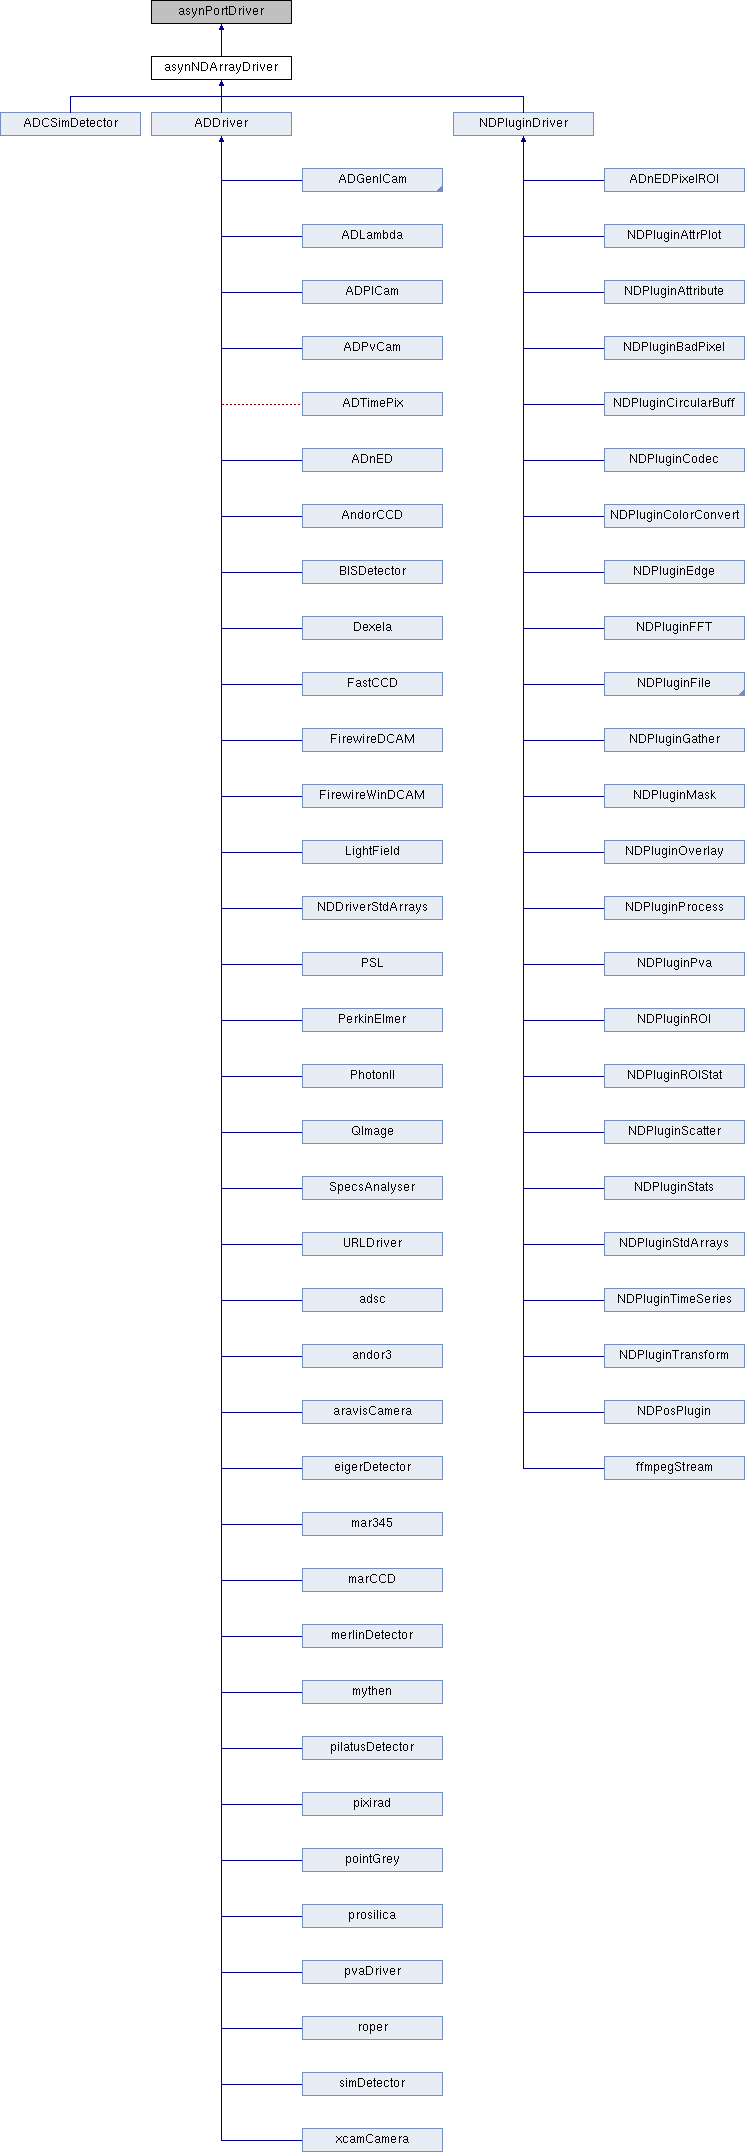 asynPortDriver
asynNDArrayDriver
ADCSimDetector
ADDriver
NDPluginDriver
ADGenICam
ADnEDPixelROI
ADLambda
NDPluginAttrPlot
ADPICam
NDPluginAttribute
ADPvCam
NDPluginBadPixel
ADTimePix
NDPluginCircularBuff
ADnED
NDPluginCodec
AndorCCD
NDPluginColorConvert
BISDetector
NDPluginEdge
Dexela
NDPluginFFT
FastCCD
NDPluginFile
FirewireDCAM
NDPluginGather
FirewireWinDCAM
NDPluginMask
LightField
NDPluginOverlay
NDDriverStdArrays
NDPluginProcess
PSL
NDPluginPva
PerkinElmer
NDPluginROI
PhotonII
NDPluginROIStat
QImage
NDPluginScatter
SpecsAnalyser
NDPluginStats
URLDriver
NDPluginStdArrays
adsc
NDPluginTimeSeries
andor3
NDPluginTransform
aravisCamera
NDPosPlugin
eigerDetector
ffmpegStream
mar345
marCCD
merlinDetector
mythen
pilatusDetector
pixirad
pointGrey
prosilica
pvaDriver
roper
simDetector
xcamCamera